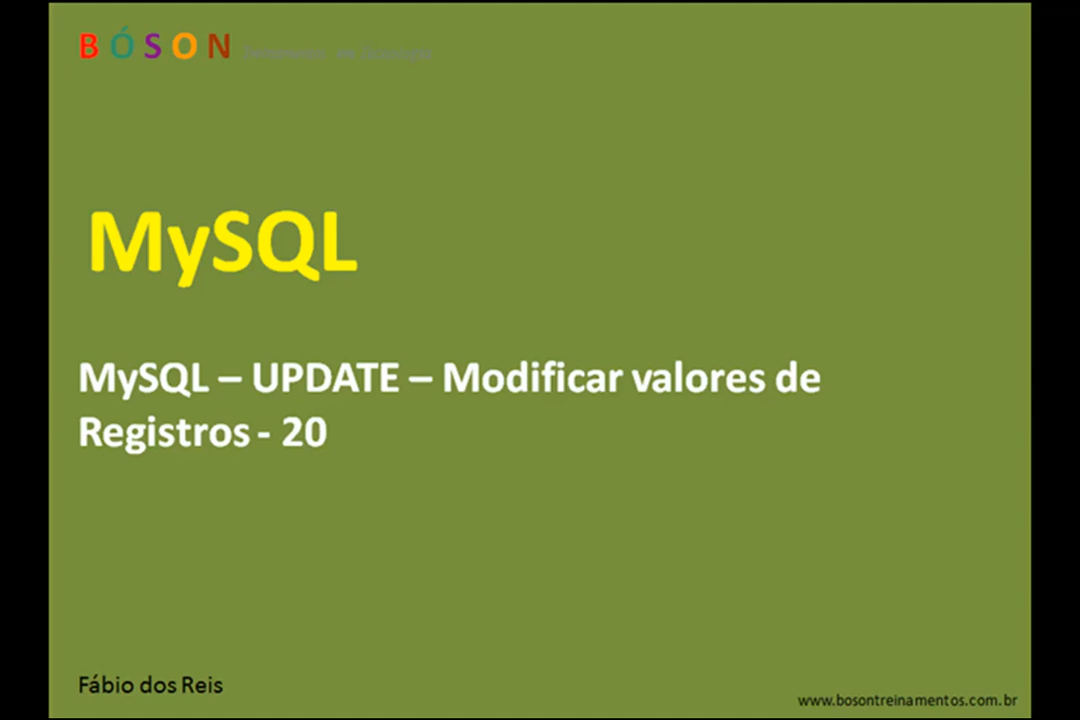 BÓSON
MySQL
MySQL – UPDATE – Modificar valores de
Registros - 20
Fábio dos Reis
www.bosontreinamentos.com.br